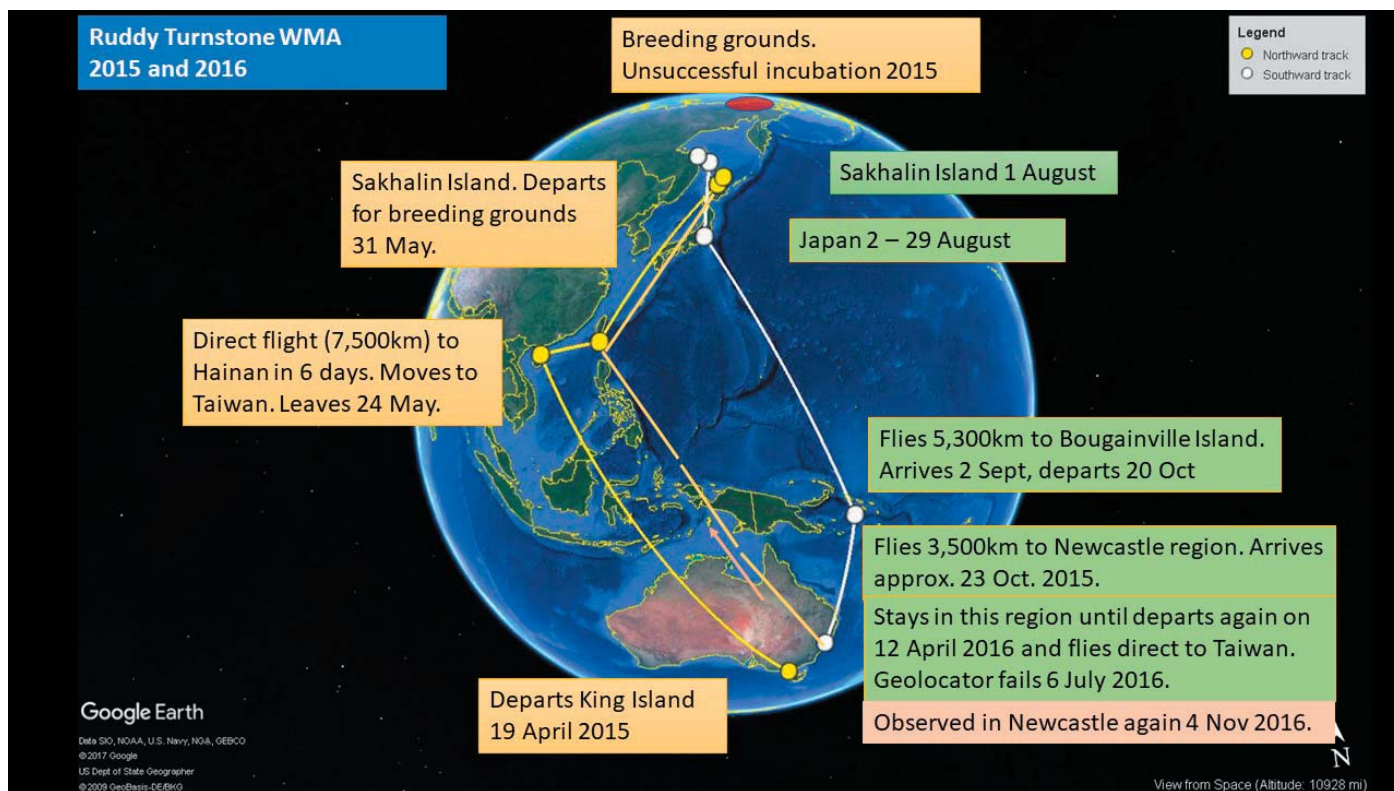 Ruddy Turnstone WMA
2015 and 2016
Breeding grounds.
Unsuccessful incubation 2015
Legend
Northward track
Southward track
Sakhalin Island. Departs
for breeding grounds
31 May.
Sakhalin Island 1 August
Japan 2 – 29 August
Direct flight (7,500km) to
Hainan in 6 days. Moves to
Taiwan. Leaves 24 May.
Flies 5,300km to Bougainville Island.
Arrives 2 Sept, departs 20 Oct
Flies 3,500km to Newcastle region. Arrives
approx. 23 Oct. 2015.
Stays in this region until departs again on
12 April 2016 and flies direct to Taiwan.
Geolocator fails 6 July 2016.
Observed in Newcastle again 4 Nov 2016.
Departs King Island
19 April 2015
Google Earth
Data SIO, NOAA, U.S. Navy, NGA, GEBCO
©2017 Google
US Dept of State Geographer
©2009 GeoBasis-DE/BKG
N
View from Space (Altitude: 10928 mi)